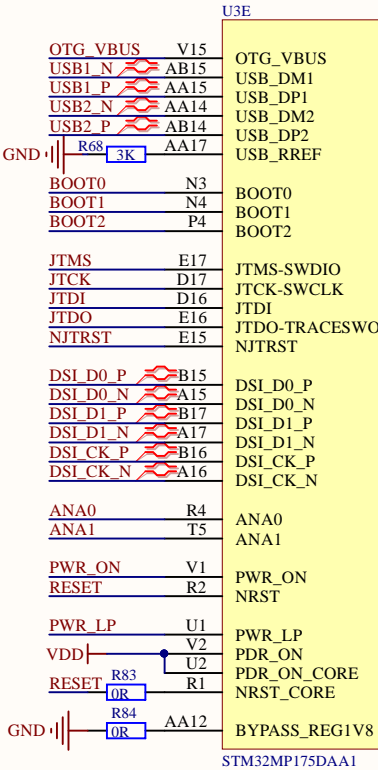 U3E
OTG_VBUS V15 OTG_VBUS
USB1_N AB15 USB_DM1
USB1_P AA15 USB_DP1
USB2_N AA14 USB_DM2
USB2_P AB14 USB_DP2
GND R68 3K AA17 USB_RREF
BOOT0 N3 BOOT0
BOOT1 N4 BOOT1
BOOT2 P4 BOOT2
JTMS E17 JTMS-SWDIO
JTCK D17 JTCK-SWCLK
JTDI D16 JTDI
JTDO E16 JTDO-TRACESWO
NJTRST E15 NJTRST
DSI_D0_P B15 DSI_D0_P
DSI_D0_N A15 DSI_D0_N
DSI_D1_P B17 DSI_D1_P
DSI_D1_N A17 DSI_D1_N
DSI_CK_P B16 DSI_CK_P
DSI_CK_N A16 DSI_CK_N
ANA0 R4 ANA0
ANA1 T5 ANA1
PWR_ON V1 PWR_ON
RESET R2 NRST
PWR_LP U1 PWR_LP
VDD V2 PDR_ON
U2 PDR_ON_CORE
RESET R83 0R R1 NRST_CORE
GND R84 0R AA12 BYPASS_REG1V8
STM32MP175DAA1